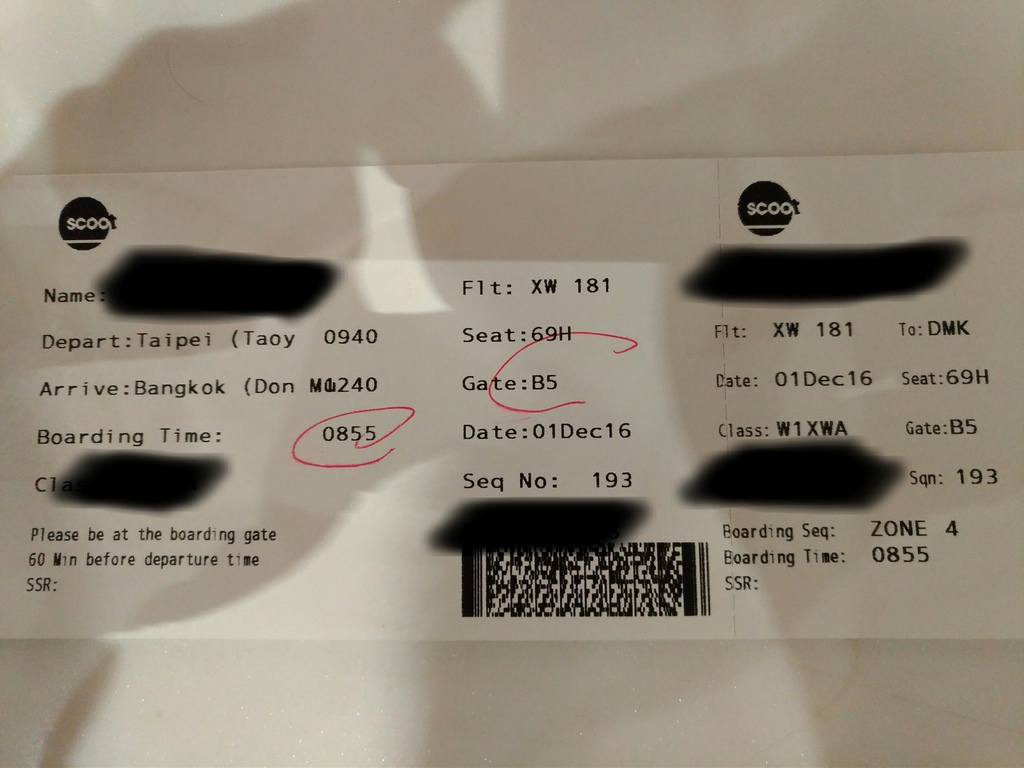 scoot
Name:
Flt: XW 181
Depart:Taipei (Taoy 0940
Seat:69H
Arrive:Bangkok (Don 1240
Gate:B5
Boarding Time: 0855
Date:01Dec16
Seq No: 193
Please be at the boarding gate
60 Min before departure time
SSR:
scoot
Flt: XW 181 To:DMK
Date: 01Dec16 Seat:69H
Class: W1XWA Gate:B5
Sqn: 193
Boarding Seq: ZONE 4
Boarding Time: 0855
SSR: